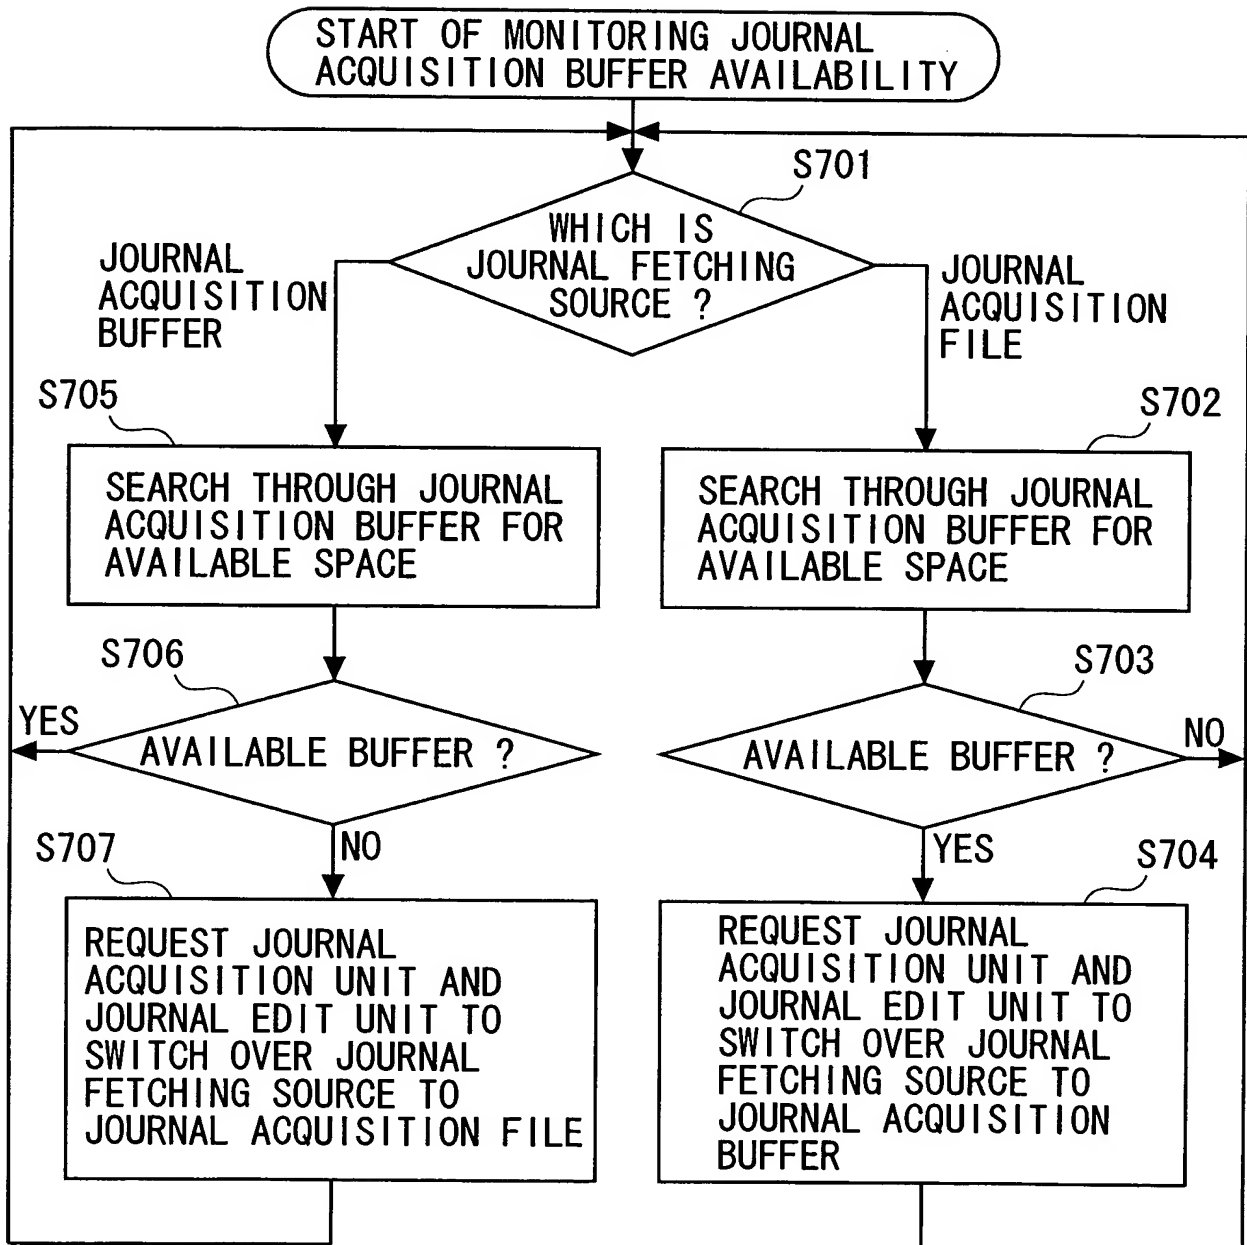 START OF MONITORING JOURNAL
ACQUISITION BUFFER AVAILABILITY
S701
WHICH IS
JOURNAL FETCHING
SOURCE ?
JOURNAL
ACQUISITION
BUFFER
JOURNAL
ACQUISITION
FILE
S705
SEARCH THROUGH JOURNAL
ACQUISITION BUFFER FOR
AVAILABLE SPACE
S702
SEARCH THROUGH JOURNAL
ACQUISITION BUFFER FOR
AVAILABLE SPACE
S706
YES
AVAILABLE BUFFER ?
S703
AVAILABLE BUFFER ?
NO
S707
NO
REQUEST JOURNAL
ACQUISITION UNIT AND
JOURNAL EDIT UNIT TO
SWITCH OVER JOURNAL
FETCHING SOURCE TO
JOURNAL ACQUISITION FILE
YES
S704
REQUEST JOURNAL
ACQUISITION UNIT AND
JOURNAL EDIT UNIT TO
SWITCH OVER JOURNAL
FETCHING SOURCE TO
JOURNAL ACQUISITION
BUFFER